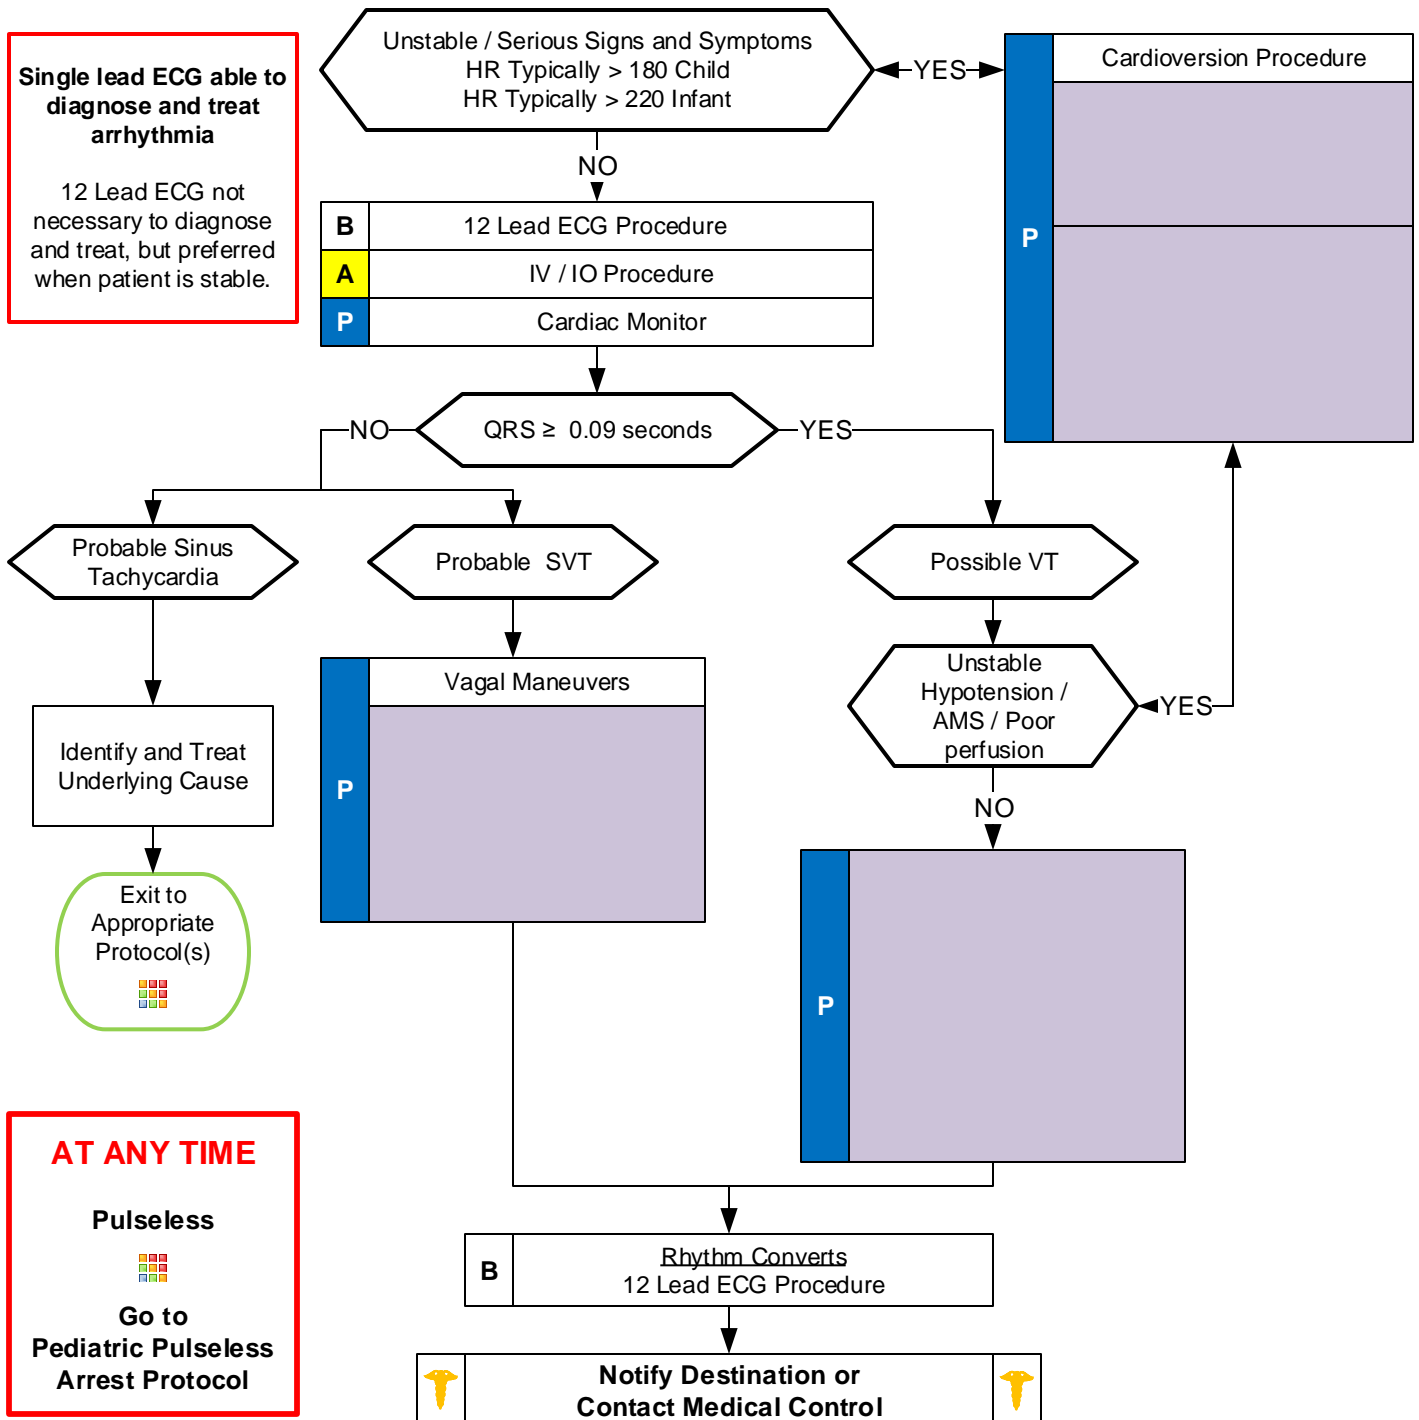 Single lead ECG able to
diagnose and treat
arrhythmia
12 Lead ECG not
necessary to diagnose
and treat, but preferred
when patient is stable.
Unstable / Serious Signs and Symptoms
HR Typically > 180 Child
HR Typically > 220 Infant
YES
Cardioversion Procedure
P
NO
B
12 Lead ECG Procedure
A
IV / IO Procedure
P
Cardiac Monitor
NO
QRS ≥ 0.09 seconds
YES
Probable Sinus
Tachycardia
Probable SVT
Possible VT
Identify and Treat
Underlying Cause
Exit to
Appropriate
Protocol(s)
Vagal Maneuvers
P
Unstable
Hypotension /
AMS / Poor
perfusion
YES
NO
P
AT ANY TIME
Pulseless
Go to
Pediatric Pulseless
Arrest Protocol
B
Rhythm Converts
12 Lead ECG Procedure
Notify Destination or
Contact Medical Control